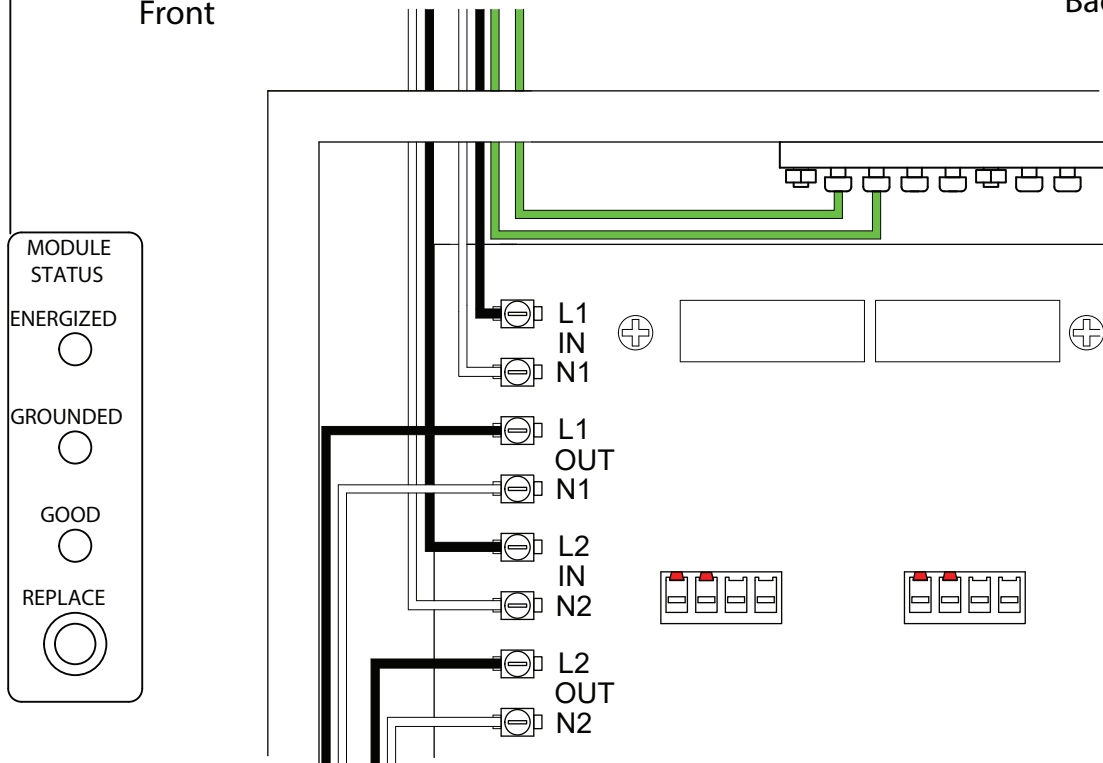 Front
MODULE
STATUS
ENERGIZED
GROUNDED
GOOD
REPLACE
L1
IN
N1
L1
OUT
N1
L2
IN
N2
L2
OUT
N2